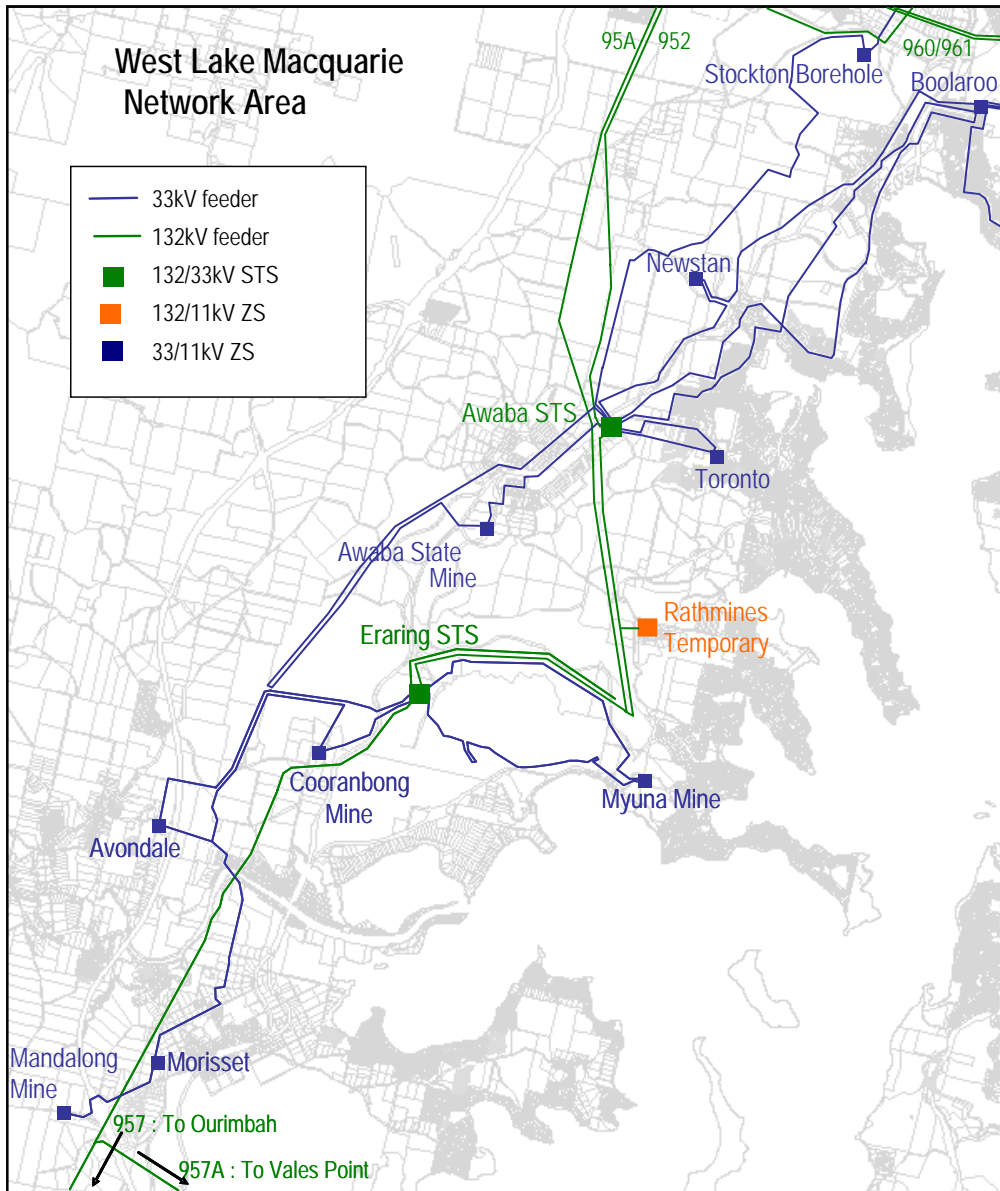 West Lake Macquarie
Network Area
33kV feeder
132kV feeder
132/33kV STS
132/11kV ZS
33/11kV ZS
95A
952
960/961
Stockton Borehole
Boolaroo
Newstan
Awaba STS
Toronto
Awaba State
Mine
Rathmines
Temporary
Eraring STS
Cooranbong
Mine
Myuna Mine
Avondale
Mandalong
Mine
Morisset
957 : To Ourimbah
957A : To Vales Point